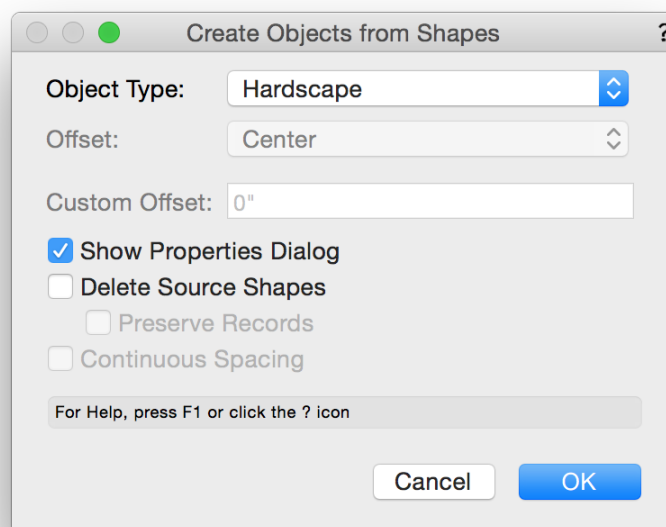 Create Objects from Shapes ?
Object Type: Hardscape
Offset: Center
Custom Offset: 0"
Show Properties Dialog
Delete Source Shapes
Preserve Records
Continuous Spacing
For Help, press F1 or click the ? icon
Cancel OK